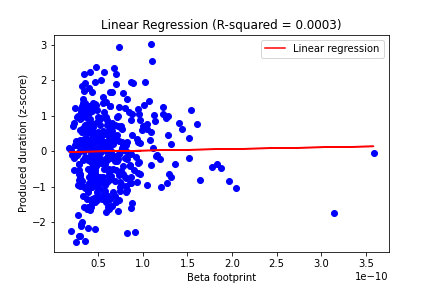 Linear Regression (R-squared = 0.0003)
Linear regression
Produced duration (z-score)
3
2
1
0
−1
−2
0.5 1.0 1.5 2.0 2.5 3.0 3.5
1e−10
Beta footprint